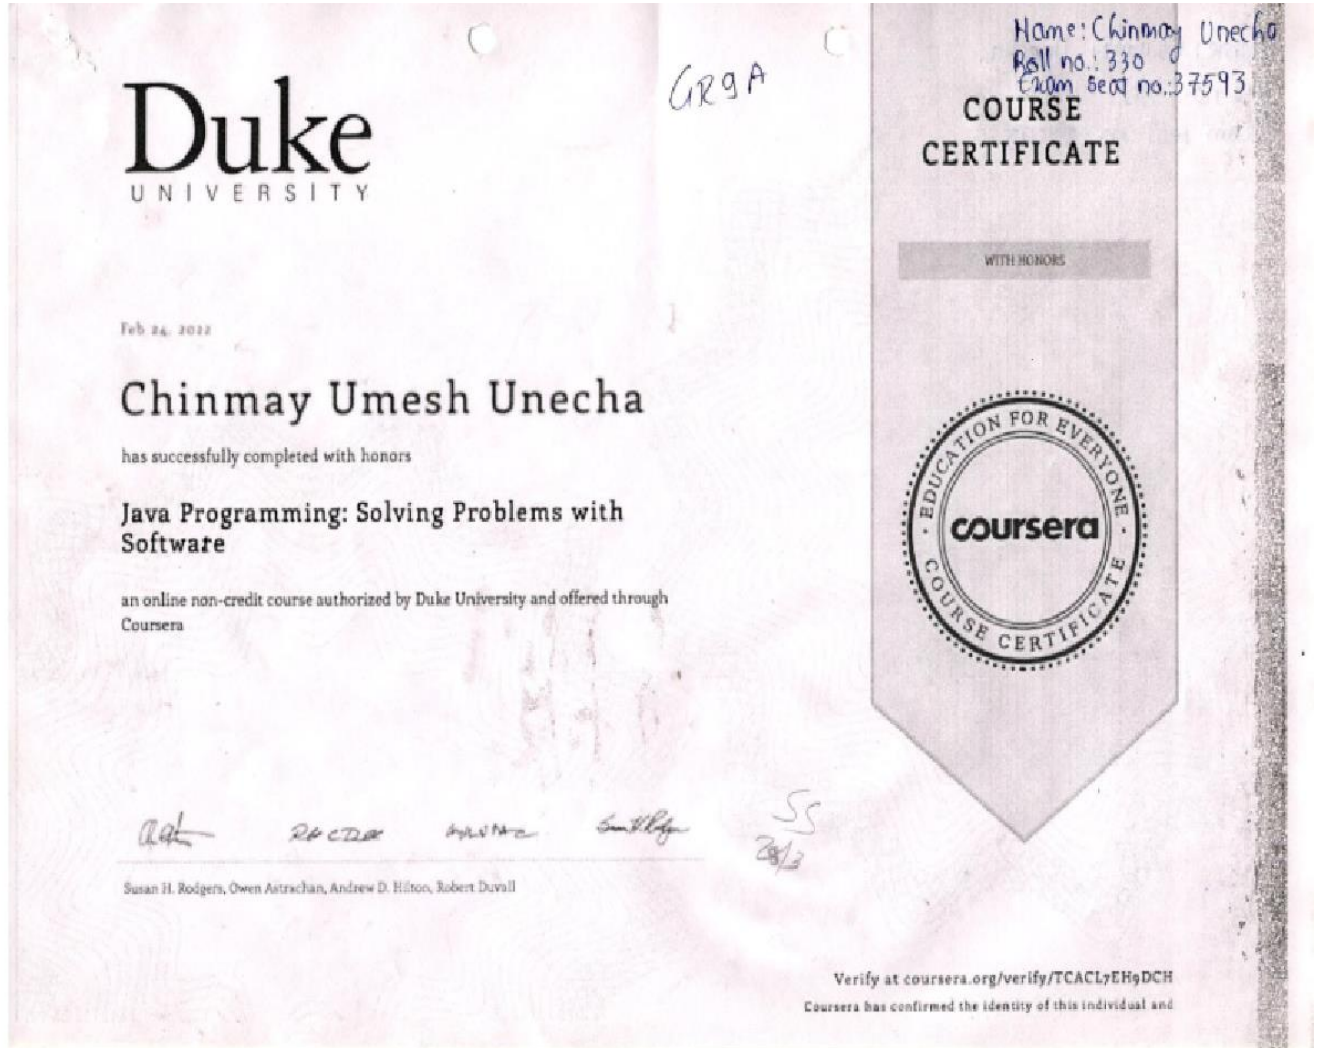 Name: Chinmay Unecha
Roll no.: 330
Exam Seat no.: 37593
GR9A
Duke
UNIVERSITY
COURSE
CERTIFICATE
WITH HONORS
Feb 24, 2022
Chinmay Umesh Unecha
has successfully completed with honors
Java Programming: Solving Problems with
Software
an online non-credit course authorized by Duke University and offered through
Coursera
EDUCATION FOR EVERYONE
coursera
COURSE CERTIFICATE
SS
28/3
Susan H. Rodgers, Owen Astrachan, Andrew D. Hilton, Robert Duvall
Verify at coursera.org/verify/TCACL7EH9DCH
Coursera has confirmed the identity of this individual and